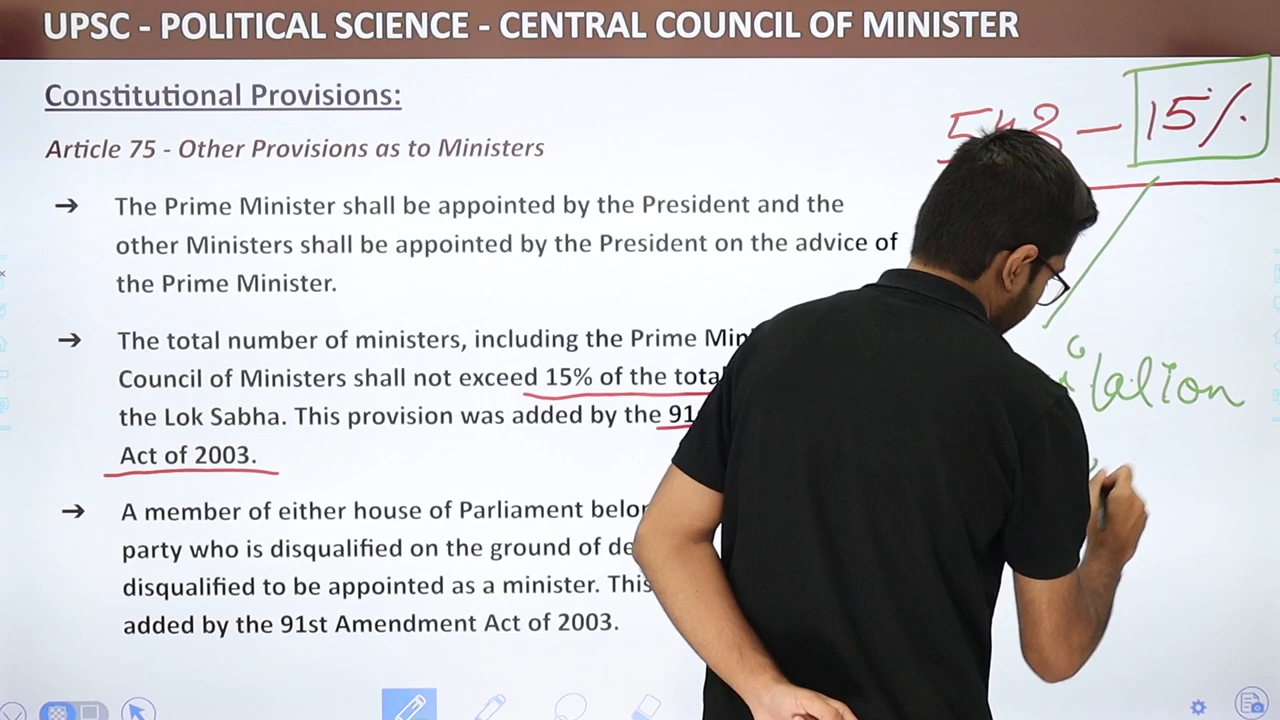 UPSC - POLITICAL SCIENCE - CENTRAL COUNCIL OF MINISTER
Constitutional Provisions:
543 – 15%
Article 75 - Other Provisions as to Ministers
➔ The Prime Minister shall be appointed by the President and the
other Ministers shall be appointed by the President on the advice of
the Prime Minister.
➔ The total number of ministers, including the Prime Min
Council of Ministers shall not exceed 15% of the total
the Lok Sabha. This provision was added by the 91
Act of 2003.
➔ A member of either house of Parliament belo
party who is disqualified on the ground of de
disqualified to be appointed as a minister. This
added by the 91st Amendment Act of 2003.